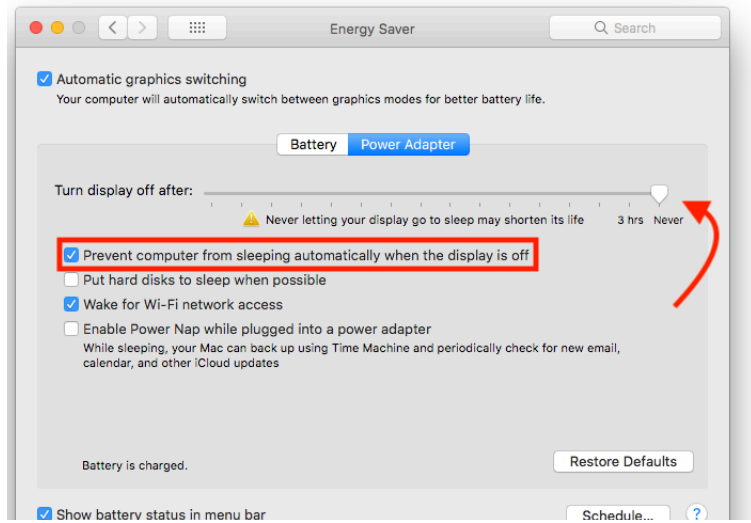 Energy Saver
Search
Automatic graphics switching
Your computer will automatically switch between graphics modes for better battery life.
Battery
Power Adapter
Turn display off after:
Never letting your display go to sleep may shorten its life
3 hrs
Never
Prevent computer from sleeping automatically when the display is off
Put hard disks to sleep when possible
Wake for Wi-Fi network access
Enable Power Nap while plugged into a power adapter
While sleeping, your Mac can back up using Time Machine and periodically check for new email,
calendar, and other iCloud updates
Battery is charged.
Restore Defaults
Show battery status in menu bar
Schedule...
?